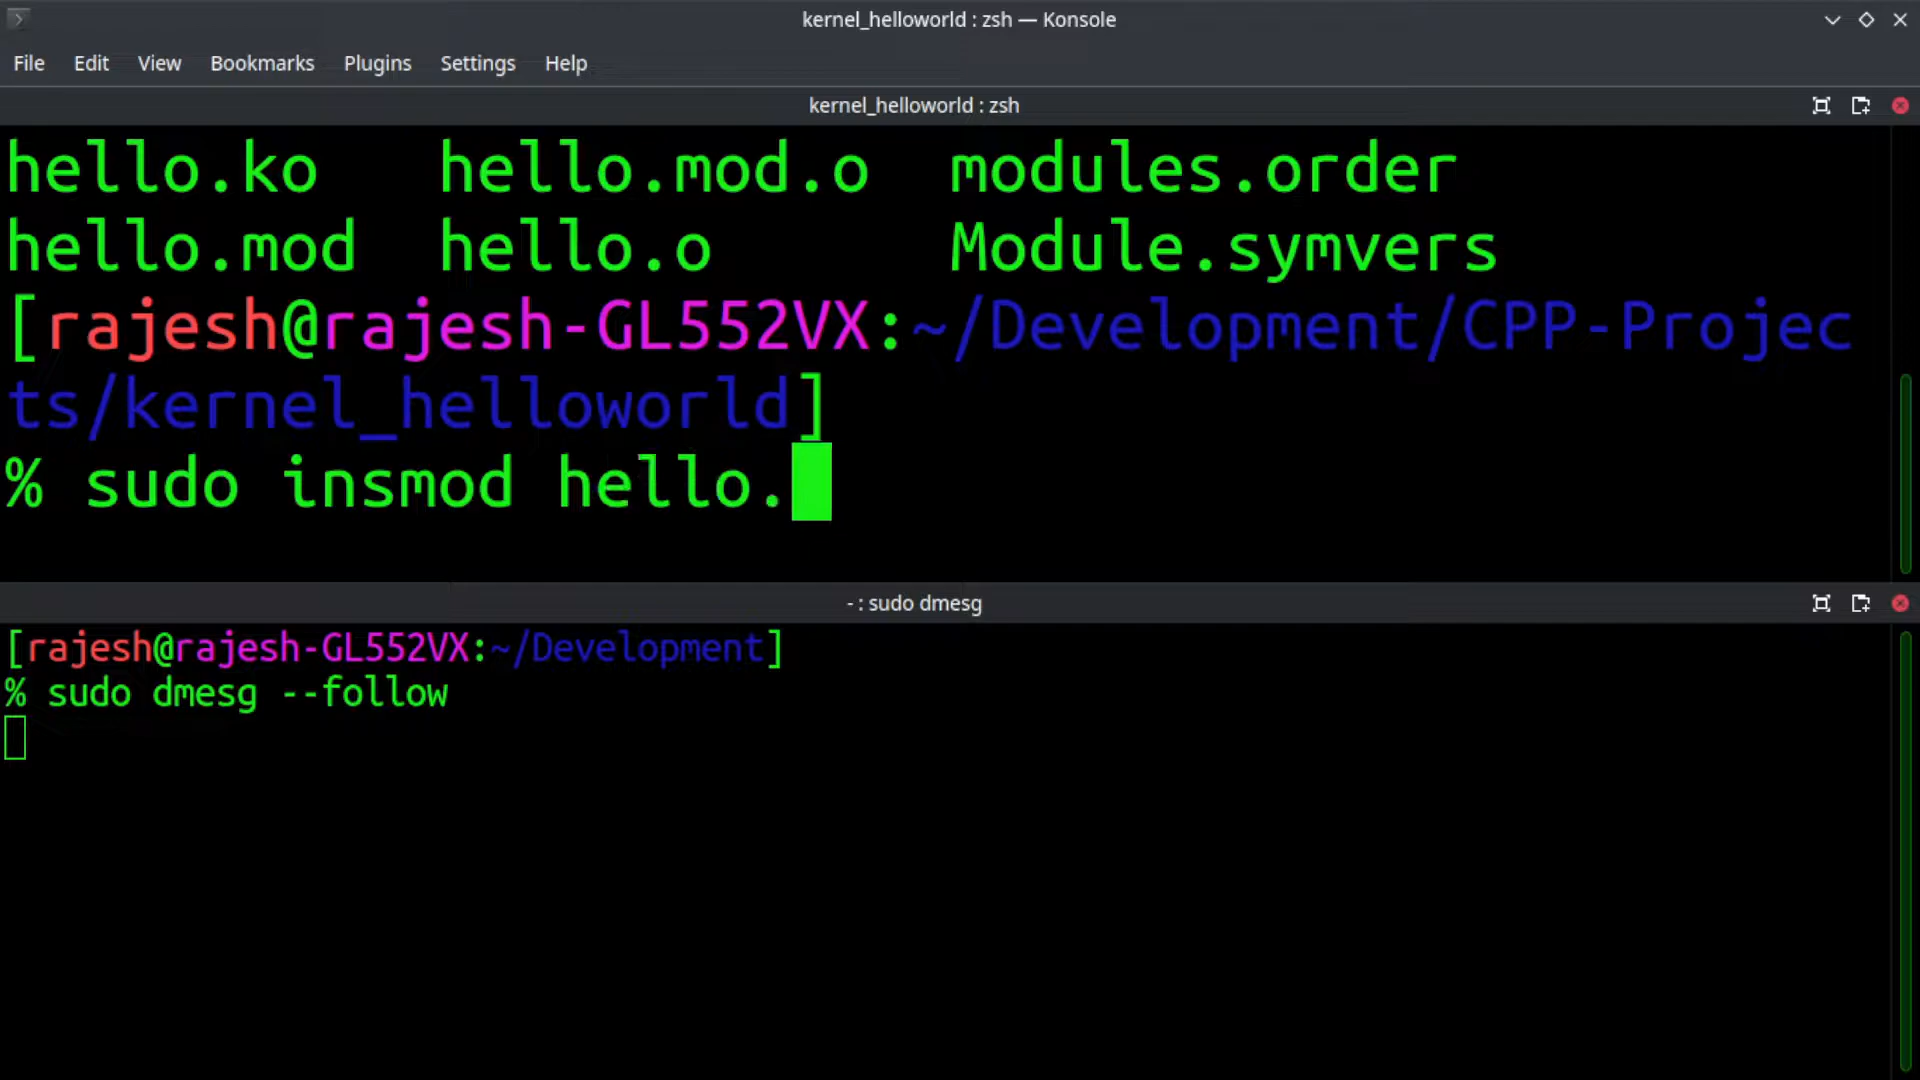 kernel_helloworld : zsh — Konsole
File Edit View Bookmarks Plugins Settings Help
kernel_helloworld : zsh
hello.ko hello.mod.o modules.order
hello.mod hello.o Module.symvers
[rajesh@rajesh-GL552VX:~/Development/CPP-Projec
ts/kernel_helloworld]
% sudo insmod hello.
- : sudo dmesg
[rajesh@rajesh-GL552VX:~/Development]
% sudo dmesg --follow